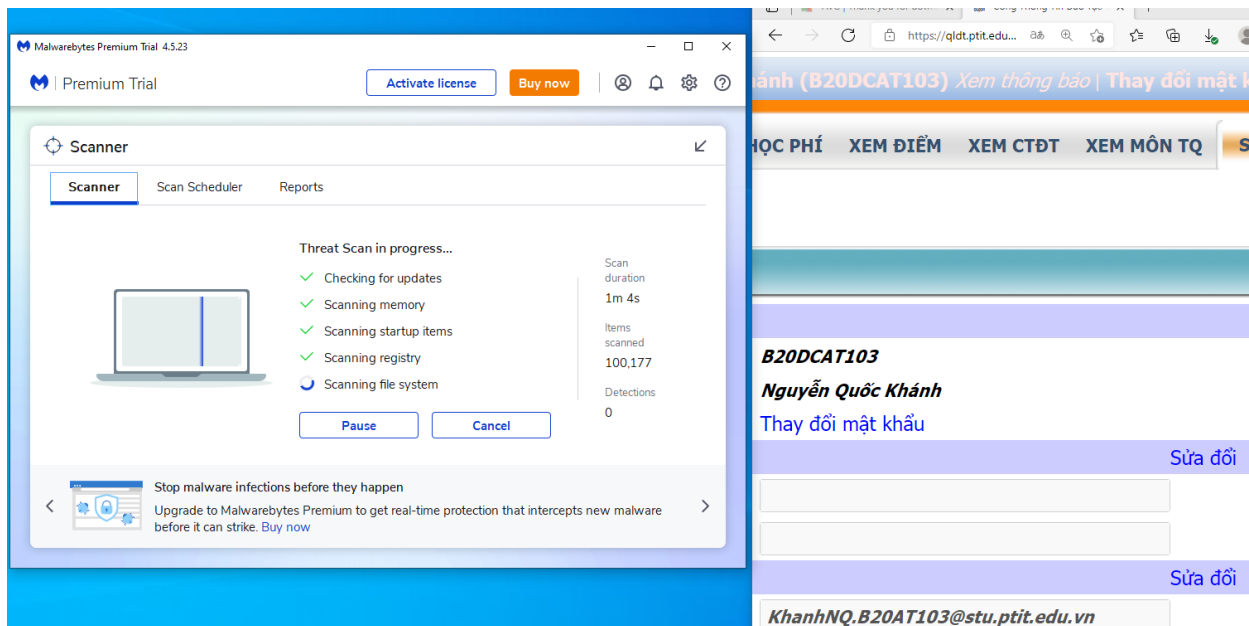 Malwarebytes Premium Trial 4.5.23
Premium Trial
Activate license
Buy now
Scanner
Scanner
Scan Scheduler
Reports
Threat Scan in progress...
Checking for updates
Scanning memory
Scanning startup items
Scanning registry
Scanning file system
Pause
Cancel
Scan
duration
1m 4s
Items
scanned
100,177
Detections
0
Stop malware infections before they happen
Upgrade to Malwarebytes Premium to get real-time protection that intercepts new malware
before it can strike. Buy now
https://qldt.ptit.edu...
(B20DCAT103) Xem thông báo | Thay đổi mật
PHÍ XEM ĐIỂM XEM CTĐT XEM MÔN TQ
B20DCAT103
Nguyễn Quốc Khánh
Thay đổi mật khẩu
Sửa đổi
Sửa đổi
KhanhNQ.B20AT103@stu.ptit.edu.vn